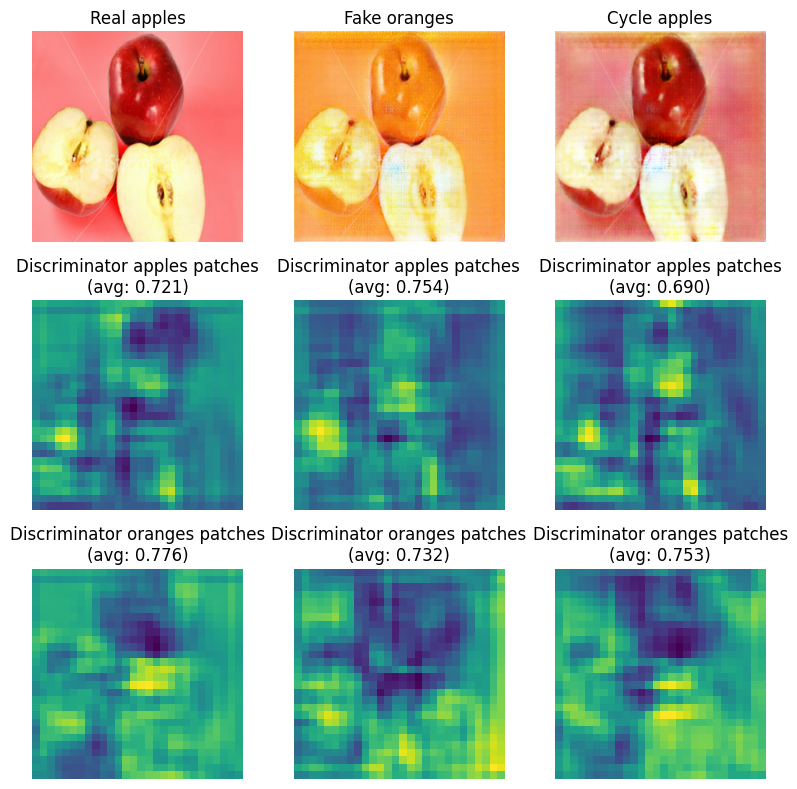 Real apples
Fake oranges
Cycle apples
Discriminator apples patches
(avg: 0.721)
Discriminator apples patches
(avg: 0.754)
Discriminator apples patches
(avg: 0.690)
Discriminator oranges patches
(avg: 0.776)
Discriminator oranges patches
(avg: 0.732)
Discriminator oranges patches
(avg: 0.753)